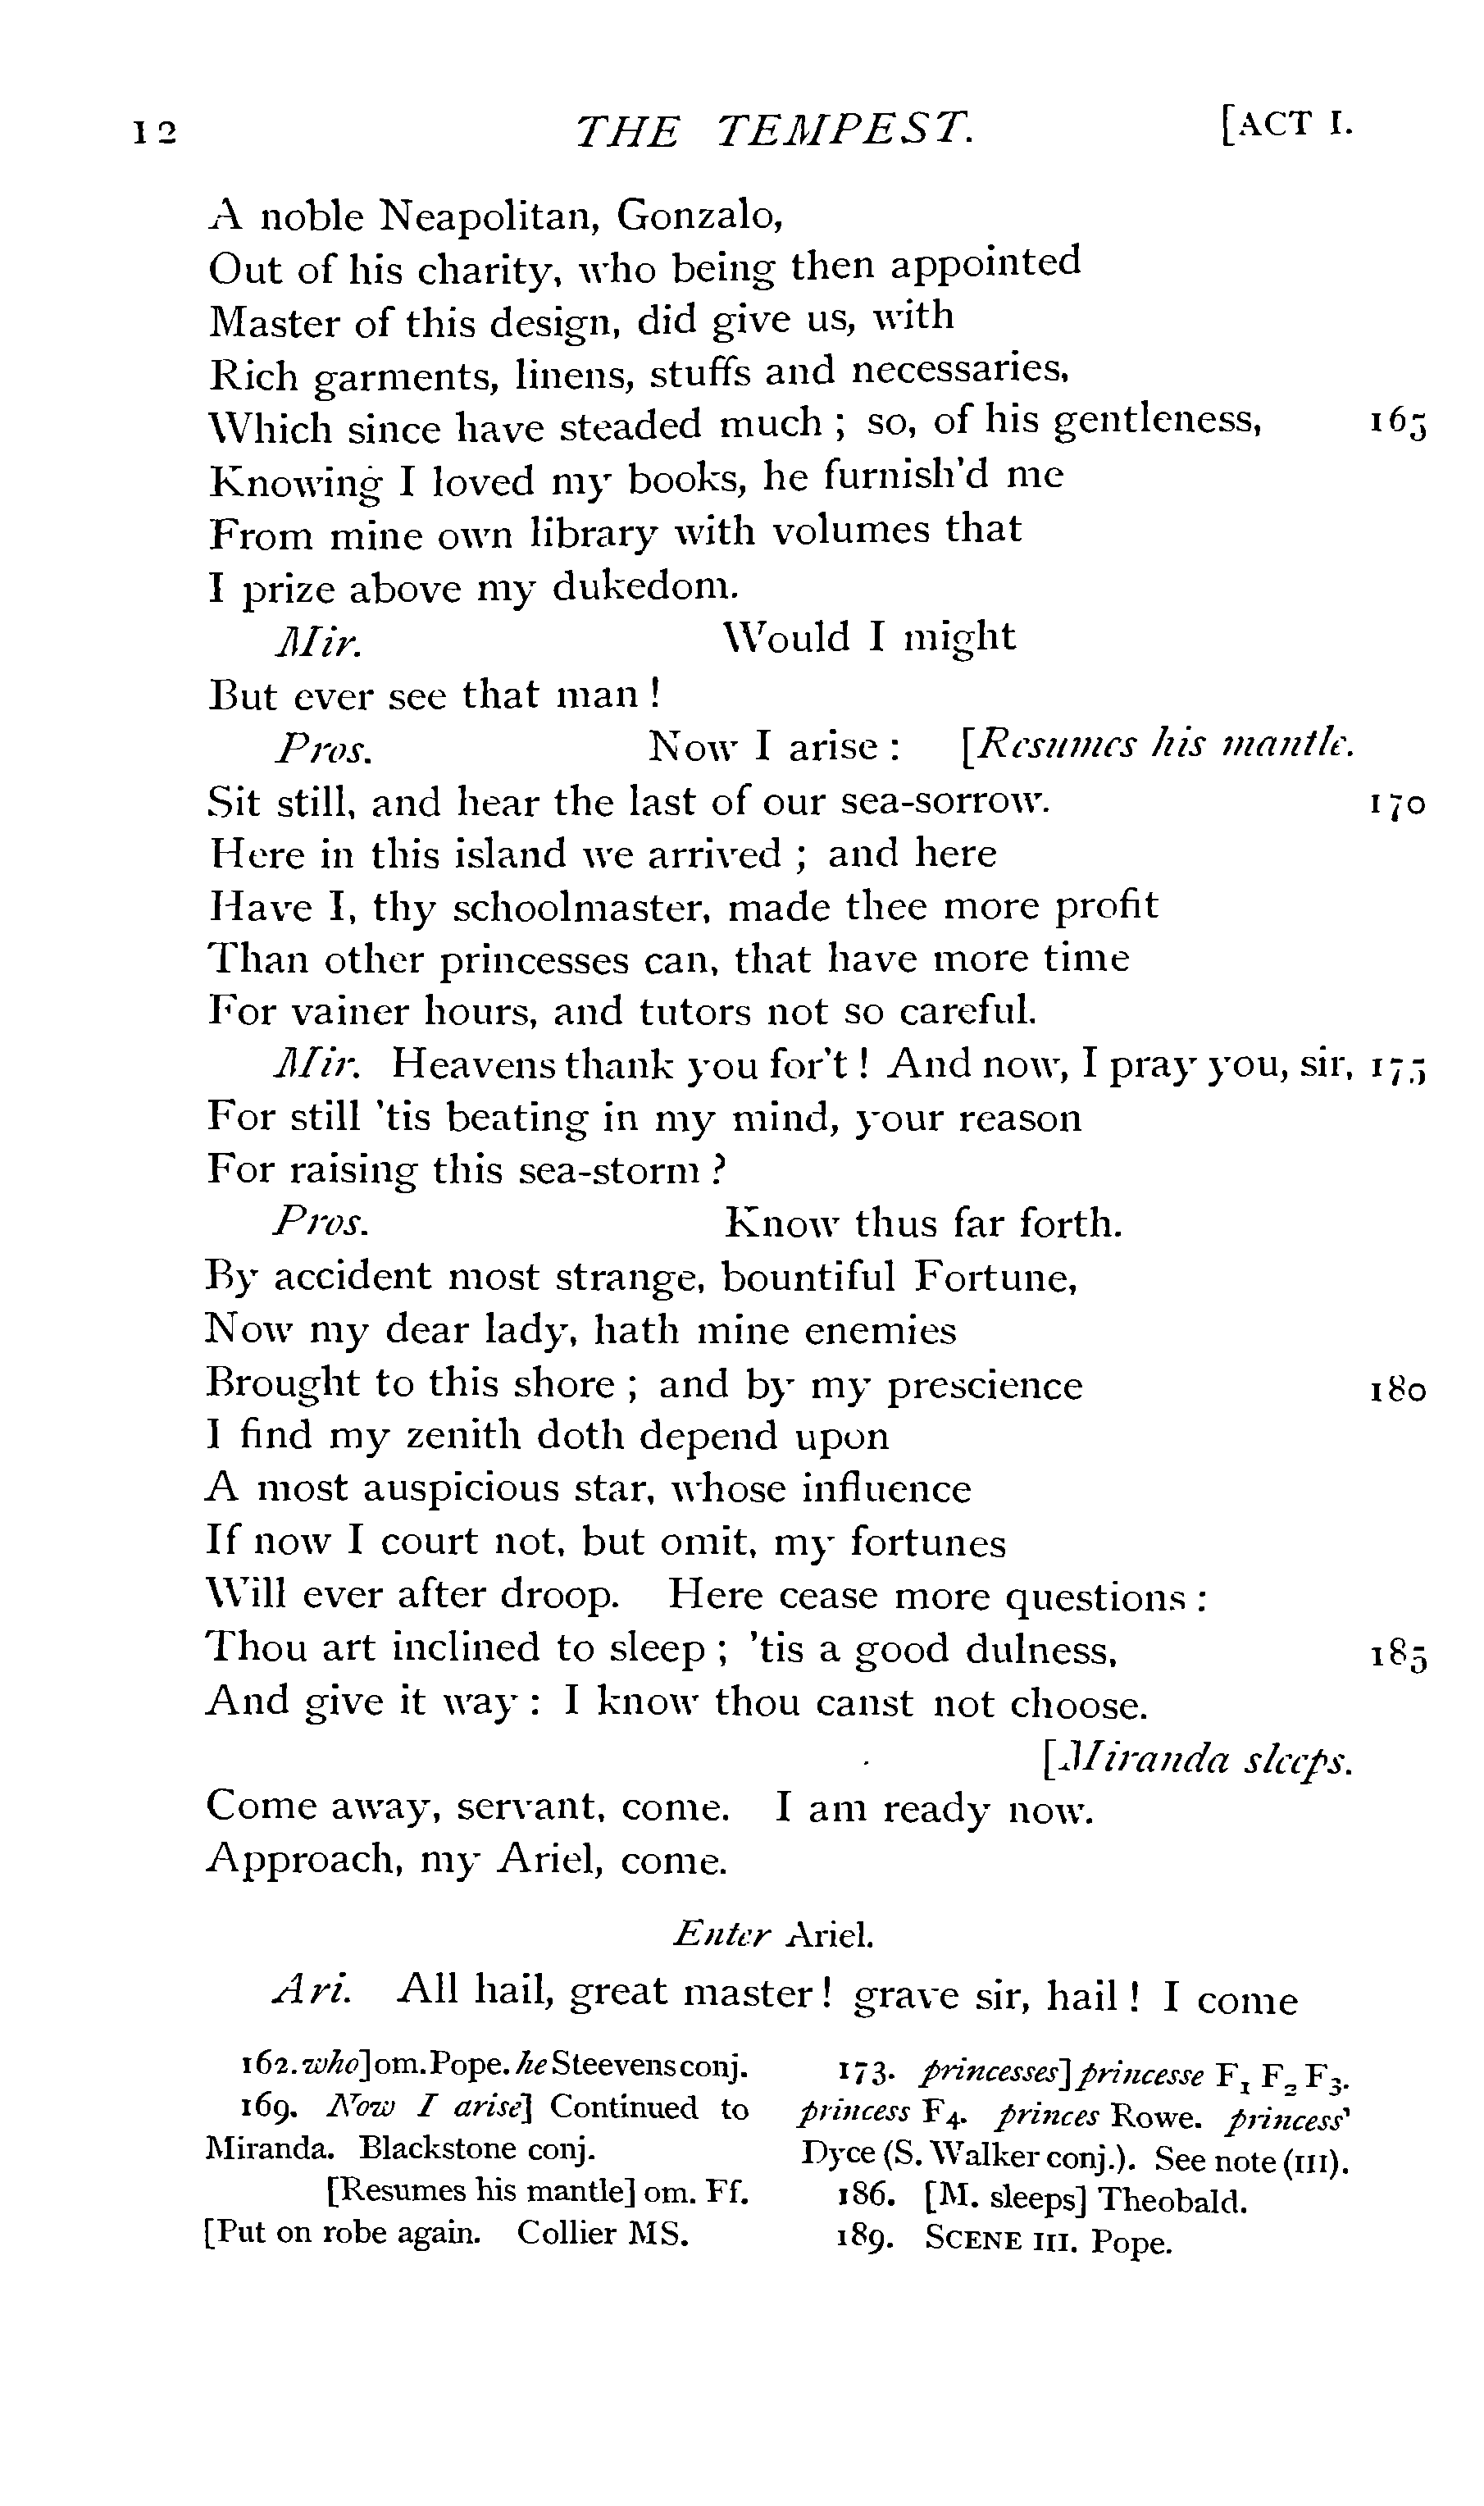 12 THE TEMPEST. [ACT I.
A noble Neapolitan, Gonzalo,
Out of his charity, who being then appointed
Master of this design, did give us, with
Rich garments, linens, stuffs and necessaries,
Which since have steaded much ; so, of his gentleness, 165
Knowing I loved my books, he furnish'd me
From mine own library with volumes that
I prize above my dukedom.
Mir. Would I might
But ever see that man !
Pros. Now I arise : [Resumes his mantle.
Sit still, and hear the last of our sea-sorrow. 170
Here in this island we arrived ; and here
Have I, thy schoolmaster, made thee more profit
Than other princesses can, that have more time
For vainer hours, and tutors not so careful.
Mir. Heavens thank you for't ! And now, I pray you, sir, 175
For still 'tis beating in my mind, your reason
For raising this sea-storm ?
Pros. Know thus far forth.
By accident most strange, bountiful Fortune,
Now my dear lady, hath mine enemies
Brought to this shore ; and by my prescience 180
I find my zenith doth depend upon
A most auspicious star, whose influence
If now I court not, but omit, my fortunes
Will ever after droop. Here cease more questions :
Thou art inclined to sleep ; 'tis a good dulness, 185
And give it way : I know thou canst not choose.
[Miranda sleeps.
Come away, servant, come. I am ready now.
Approach, my Ariel, come.
Enter Ariel.
Ari. All hail, great master ! grave sir, hail ! I come
162. who] om. Pope. he Steevens conj.
169. Now I arise] Continued to
Miranda. Blackstone conj.
[Resumes his mantle] om. Ff.
[Put on robe again. Collier MS.
173. princesses] princesse F1 F2 F3.
princess F4. princes Rowe. princess'
Dyce (S. Walker conj.). See note (III).
186. [M. sleeps] Theobald.
189. SCENE III. Pope.